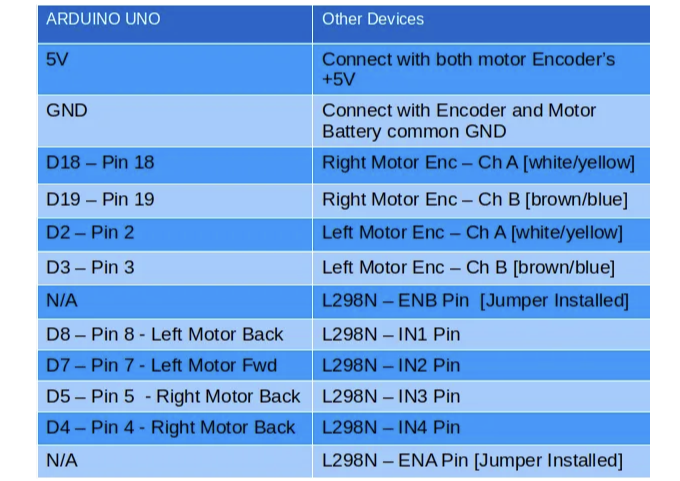 ARDUINO UNO Other Devices
5V Connect with both motor Encoder’s
+5V
GND Connect with Encoder and Motor
Battery common GND
D18 – Pin 18 Right Motor Enc – Ch A [white/yellow]
D19 – Pin 19 Right Motor Enc – Ch B [brown/blue]
D2 – Pin 2 Left Motor Enc – Ch A [white/yellow]
D3 – Pin 3 Left Motor Enc – Ch B [brown/blue]
N/A L298N – ENB Pin [Jumper Installed]
D8 – Pin 8 - Left Motor Back L298N – IN1 Pin
D7 – Pin 7 - Left Motor Fwd L298N – IN2 Pin
D5 – Pin 5 - Right Motor Back L298N – IN3 Pin
D4 – Pin 4 - Right Motor Back L298N – IN4 Pin
N/A L298N – ENA Pin [Jumper Installed]